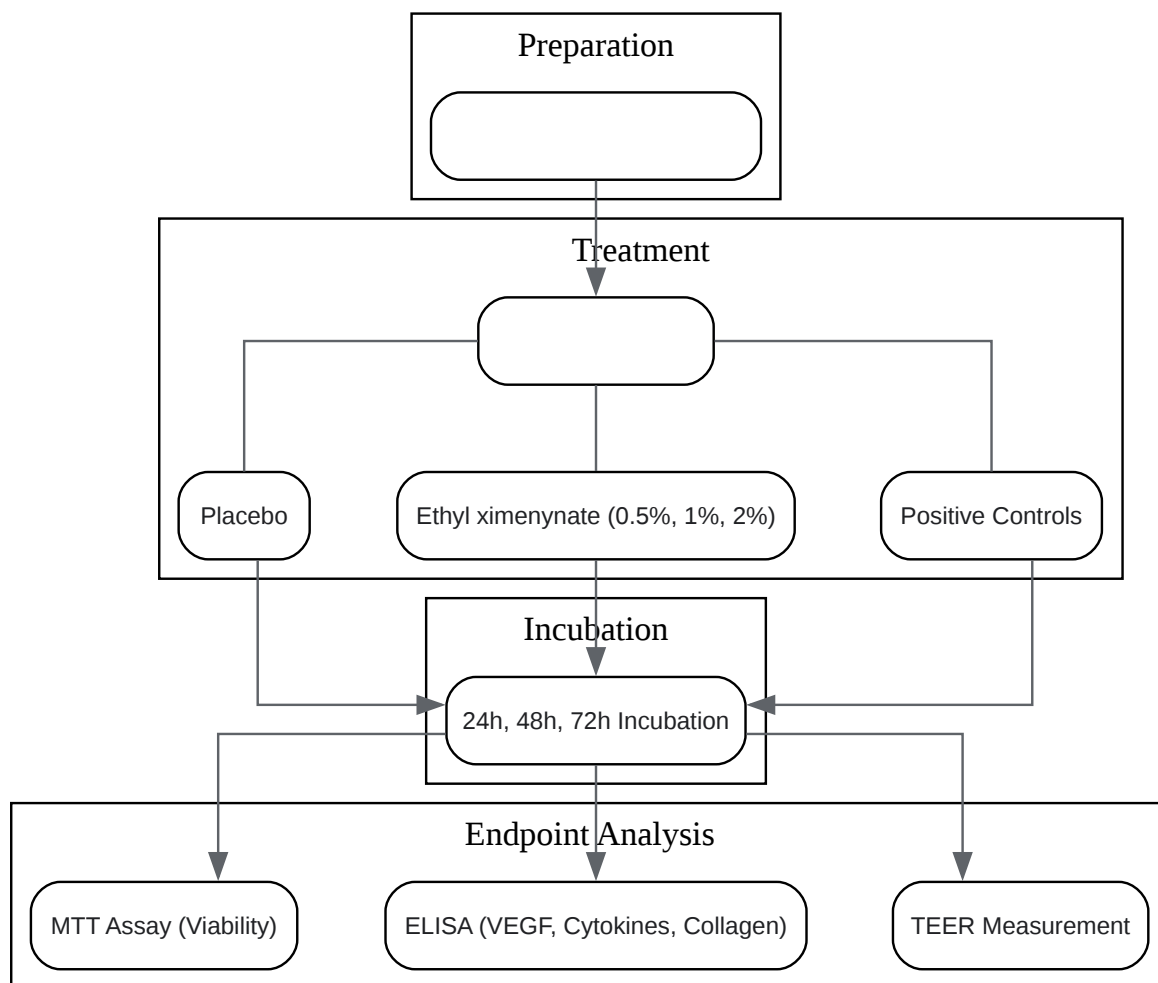 Preparation
Treatment
Placebo
Ethyl ximenynate (0.5%, 1%, 2%)
Positive Controls
Incubation
24h, 48h, 72h Incubation
Endpoint Analysis
MTT Assay (Viability)
ELISA (VEGF, Cytokines, Collagen)
TEER Measurement